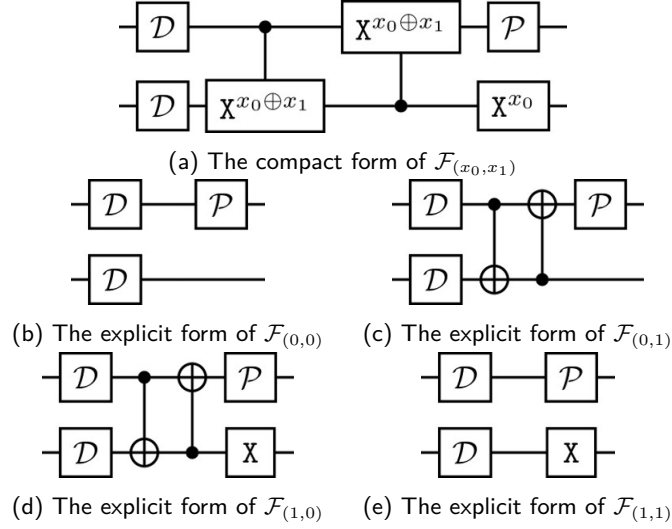 𝒟 X^{x_0⊕x_1} 𝒫
𝒟 X^{x_0⊕x_1} X^{x_0}
(a) The compact form of ℱ_{(x_0,x_1)}
𝒟 𝒫 𝒟 𝒫
𝒟 𝒟
(b) The explicit form of ℱ_{(0,0)} (c) The explicit form of ℱ_{(0,1)}
𝒟 𝒫 𝒟 𝒫
𝒟 X 𝒟 X
(d) The explicit form of ℱ_{(1,0)} (e) The explicit form of ℱ_{(1,1)}